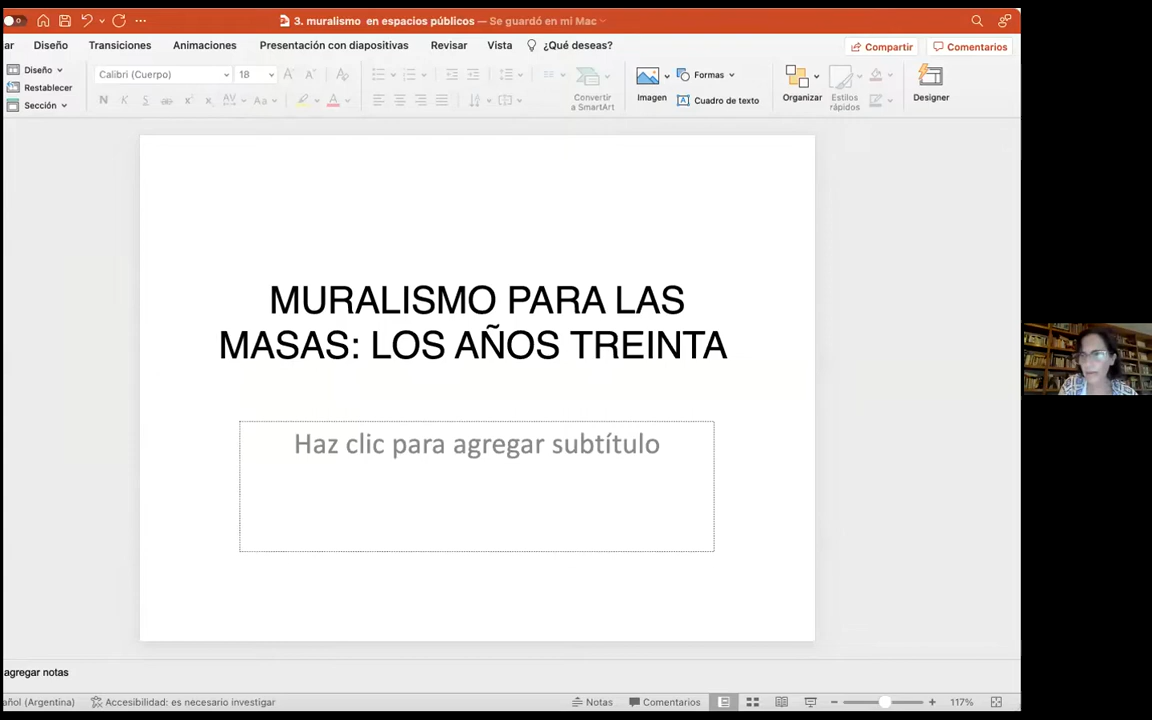 3. muralismo en espacios públicos — Se guardó en mi Mac
ar Diseño Transiciones Animaciones Presentación con diapositivas Revisar Vista ¿Qué deseas? Compartir Comentarios
Diseño
Restablecer
Sección
Calibri (Cuerpo) 18
N K S ab x x AV Aa A
Convertir
a SmartArt
Imagen
Formas
Cuadro de texto
Organizar
Estilos
rápidos
Designer
MURALISMO PARA LAS
MASAS: LOS AÑOS TREINTA
Haz clic para agregar subtítulo
agregar notas
añol (Argentina) Accesibilidad: es necesario investigar Notas Comentarios 117%